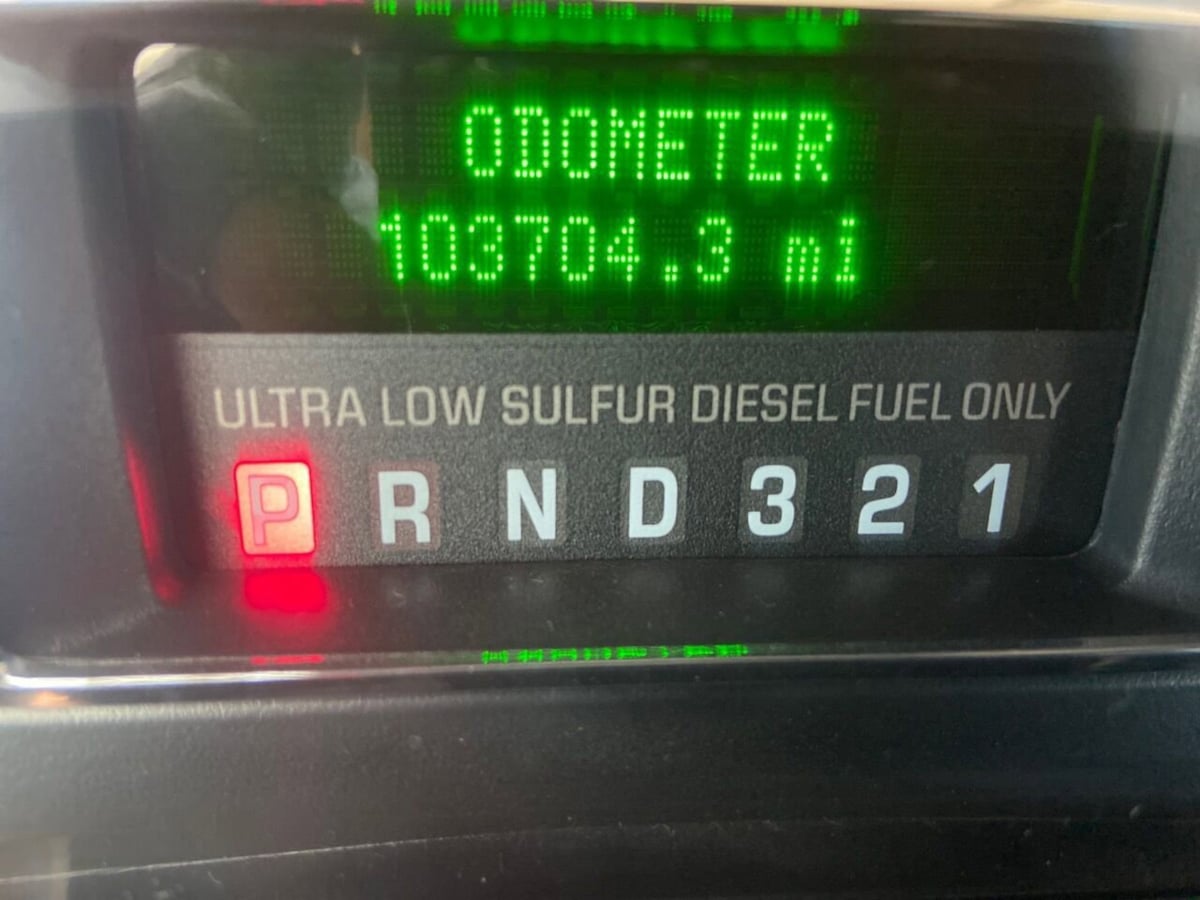 ODOMETER
103704.3 mi
ULTRA LOW SULFUR DIESEL FUEL ONLY
P R N D 3 2 1